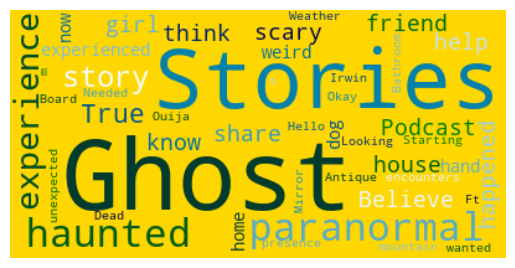 now
girl
Weather
friend
think
scary
help
experienced
weird
Stories
story
Irwin
Bathroom
experience
m
Needed
Board
Okay
True
Ouija
share
Hello
dog
Podcast
know
Looking
Starting
Ghost
house
hand
happened
unexpected
Mirror
Antique
encounters
Believe
Ft
Dead
haunted
home
paranormal
presence
mountain
wanted